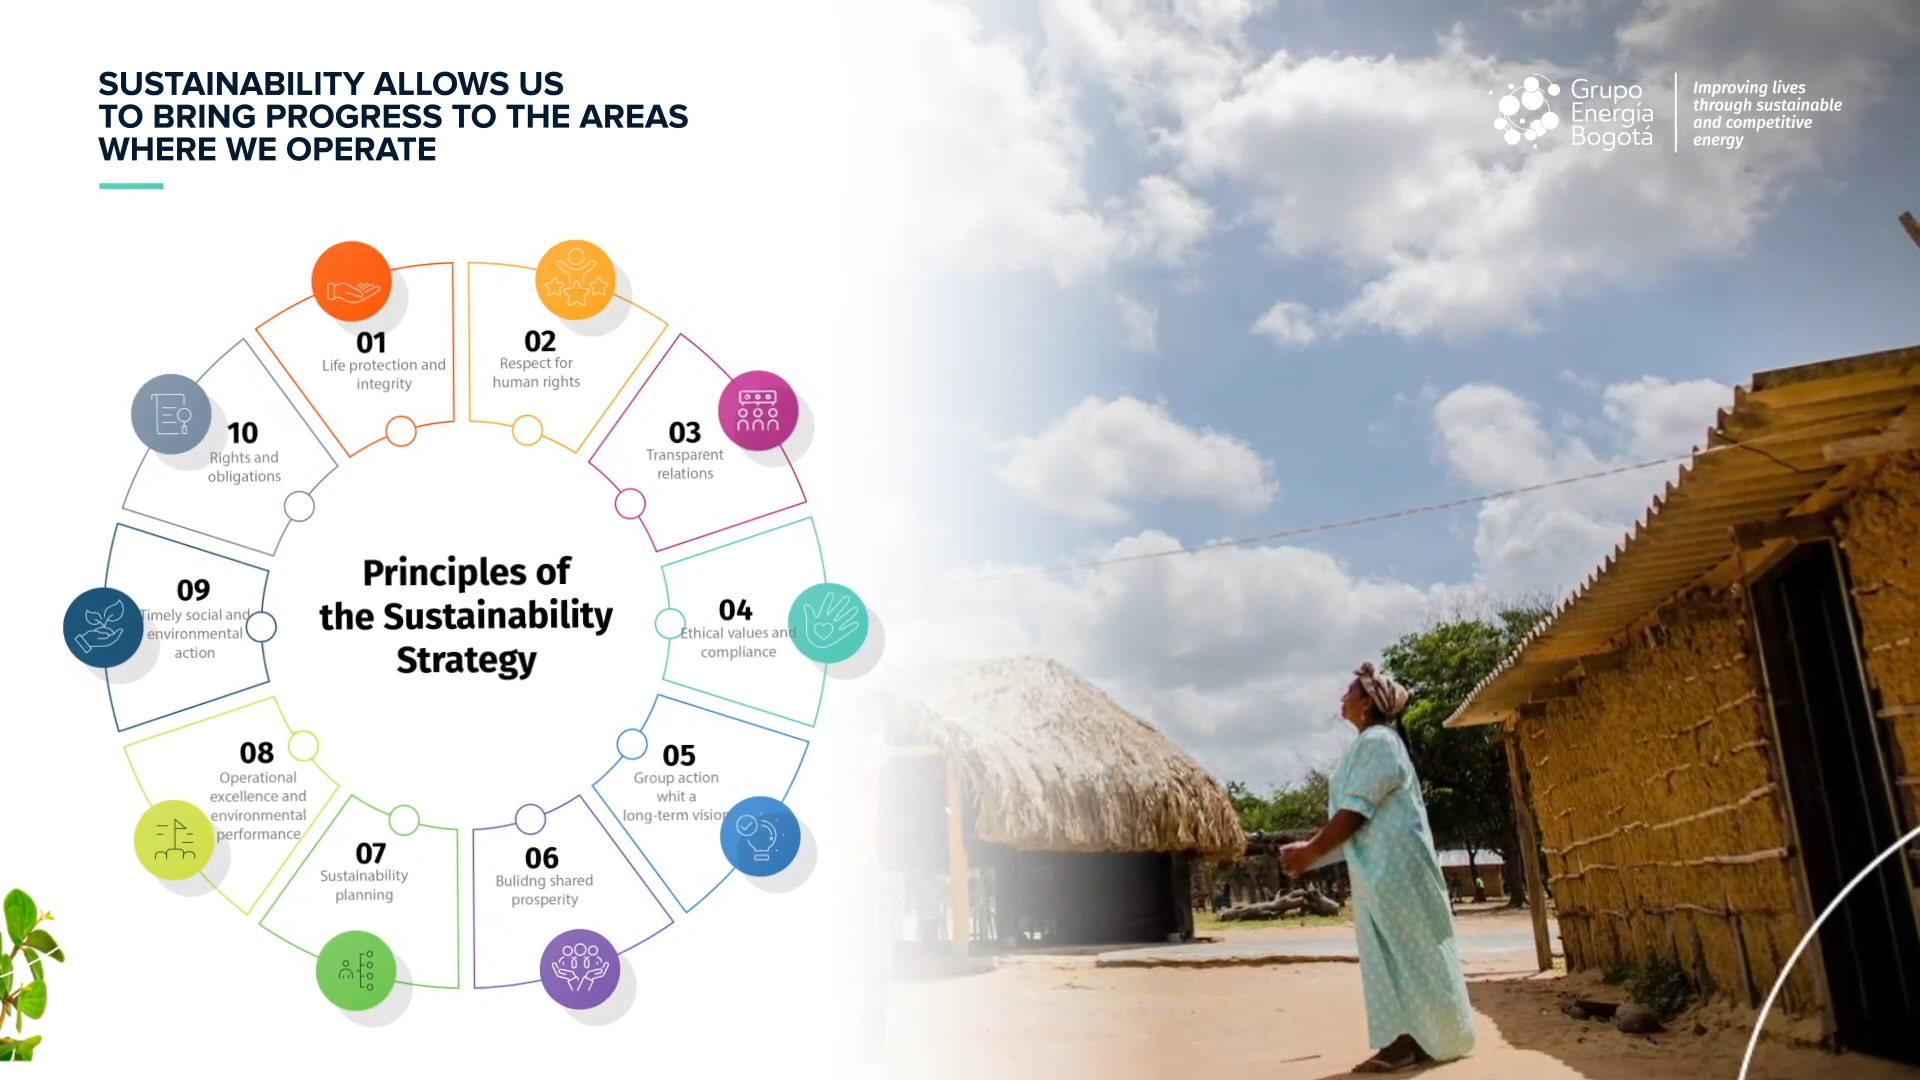 SUSTAINABILITY ALLOWS US
TO BRING PROGRESS TO THE AREAS
WHERE WE OPERATE
Grupo
Energía
Bogotá
Improving lives
through sustainable
and competitive
energy
01
Life protection and
integrity
02
Respect for
human rights
03
Transparent
relations
04
Ethical values and
compliance
05
Group action
whit a
long-term vision
06
Bulidng shared
prosperity
07
Sustainability
planning
08
Operational
excellence and
environmental
performance
09
Timely social and
environmental
action
10
Rights and
obligations
Principles of
the Sustainability
Strategy